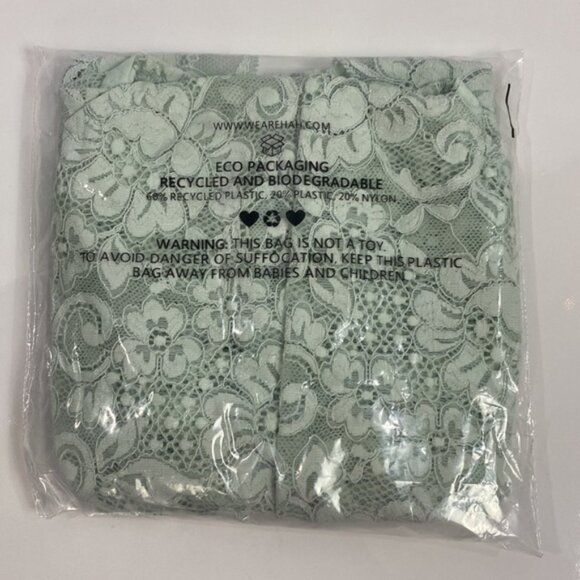 WWW.WEAREHAH.COM
ECO PACKAGING
RECYCLED AND BIODEGRADABLE
60% RECYCLED PLASTIC, 20% PLASTIC, 20% NYLON
WARNING: THIS BAG IS NOT A TOY.
TO AVOID DANGER OF SUFFOCATION, KEEP THIS PLASTIC
BAG AWAY FROM BABIES AND CHILDREN